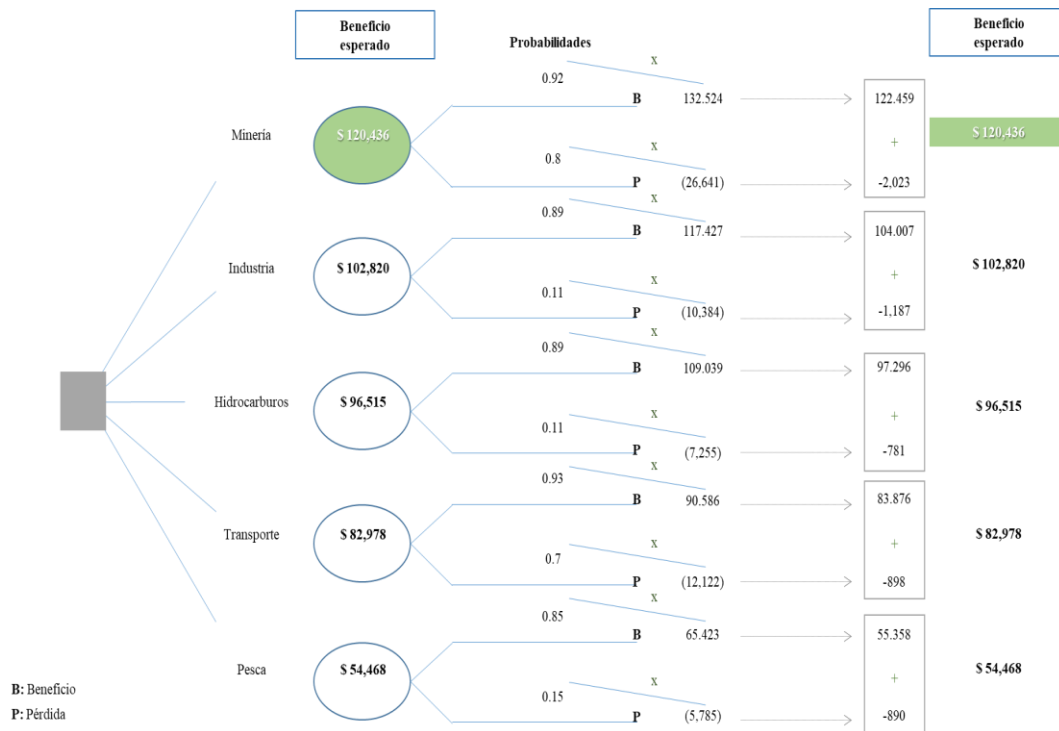 Beneficio
esperado
Probabilidades
Beneficio
esperado
x
0.92
B 132.524 122.459
Minería $ 120,436 + $ 120,436
x
0.8
P (26,641) -2,023
x
0.89
B 117.427 104.007
Industria $ 102,820 + $ 102,820
x
0.11
P (10,384) -1,187
x
0.89
B 109.039 97.296
Hidrocarburos $ 96,515 + $ 96,515
x
0.11
P (7,255) -781
x
0.93
B 90.586 83.876
Transporte $ 82,978 + $ 82,978
x
0.7
P (12,122) -898
x
0.85
B 65.423 55.358
Pesca $ 54,468 + $ 54,468
x
0.15
P (5,785) -890
B: Beneficio
P: Pérdida